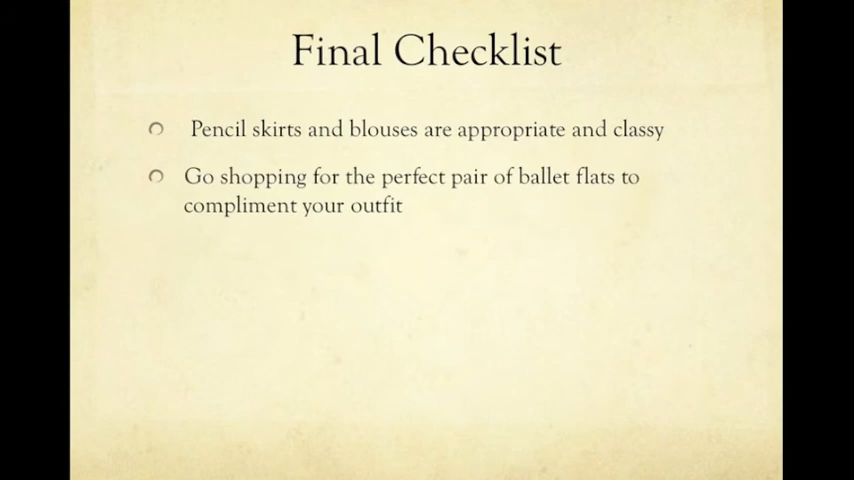 Final Checklist
Pencil skirts and blouses are appropriate and classy
Go shopping for the perfect pair of ballet flats to
compliment your outfit